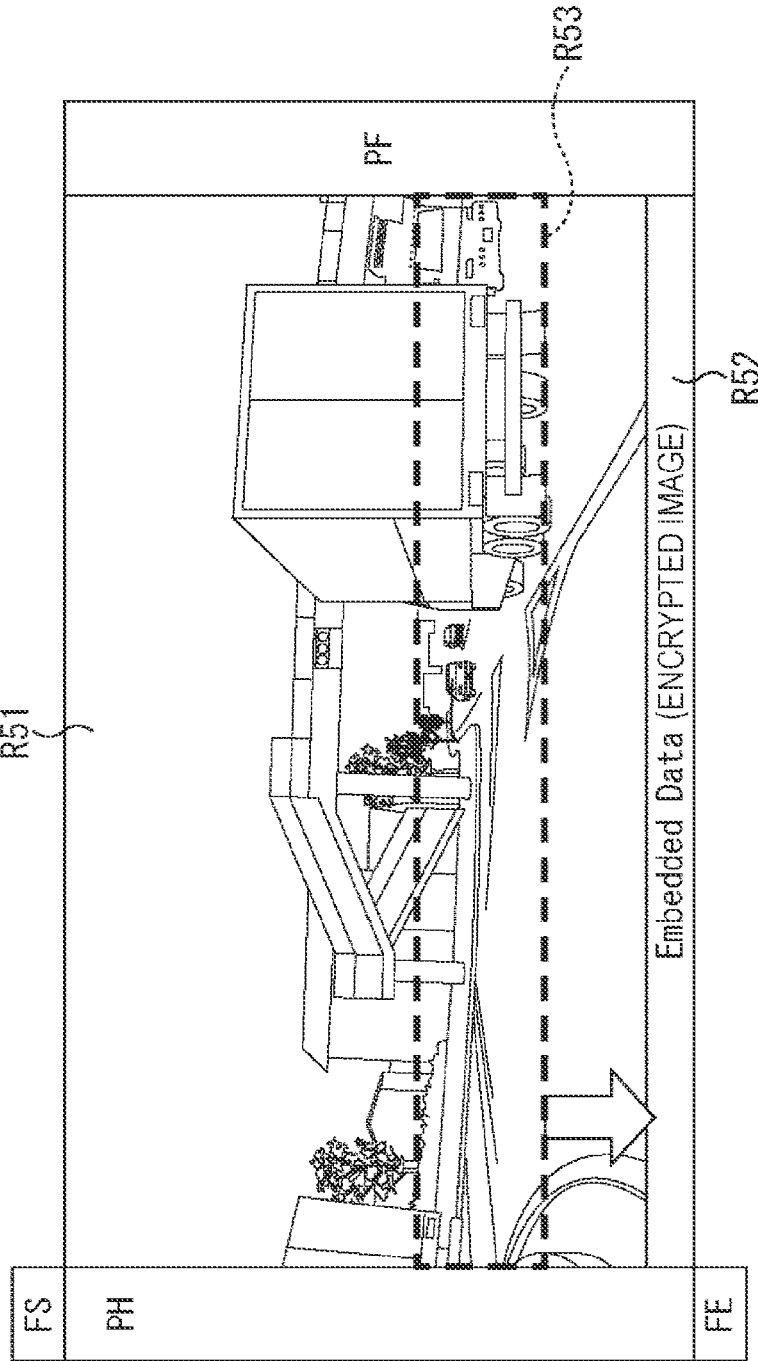 FS
R51
PH
PF
R53
Embedded Data (ENCRYPTED IMAGE)
R52
FE